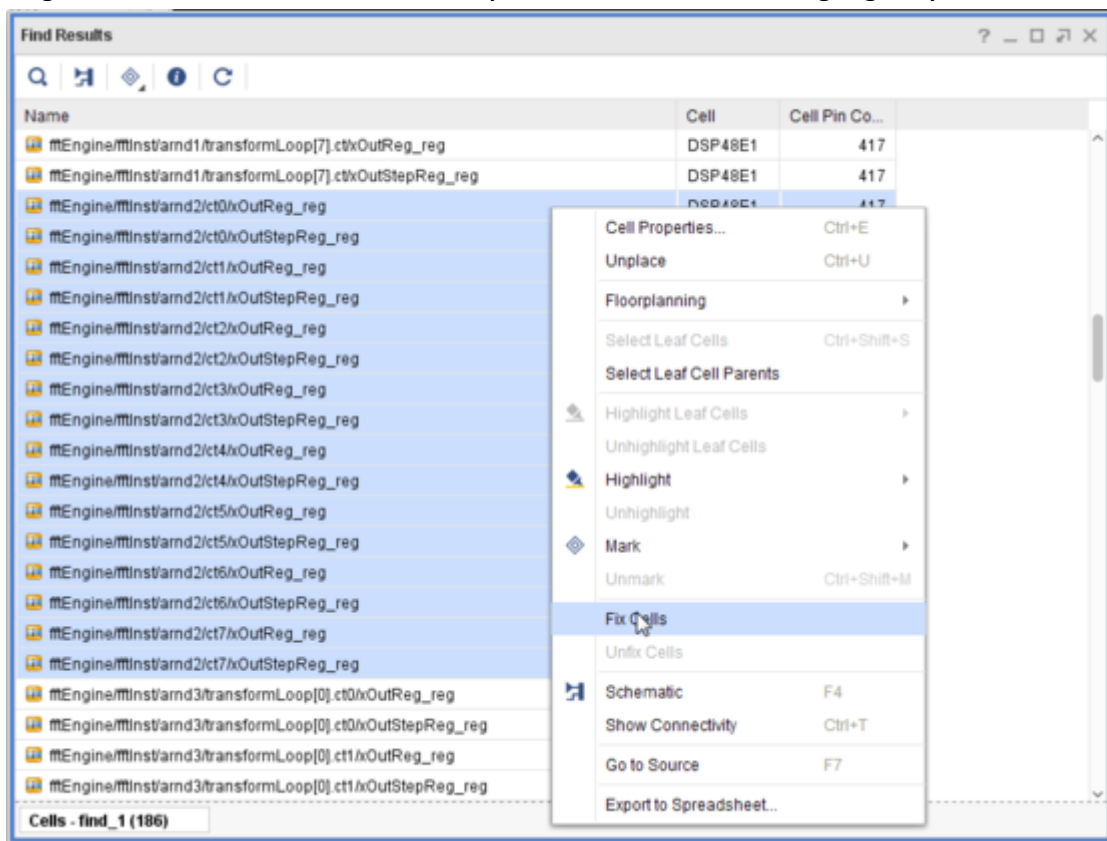 Find Results
Name Cell Cell Pin Co...
fftEngine/fftInst/arnd1/transformLoop[7].ct/xOutReg_reg DSP48E1 417
fftEngine/fftInst/arnd1/transformLoop[7].ct/xOutStepReg_reg DSP48E1 417
fftEngine/fftInst/arnd2/ct0/xOutReg_reg DSP48E1 417
fftEngine/fftInst/arnd2/ct0/xOutStepReg_reg
fftEngine/fftInst/arnd2/ct1/xOutReg_reg
fftEngine/fftInst/arnd2/ct1/xOutStepReg_reg
fftEngine/fftInst/arnd2/ct2/xOutReg_reg
fftEngine/fftInst/arnd2/ct2/xOutStepReg_reg
fftEngine/fftInst/arnd2/ct3/xOutReg_reg
fftEngine/fftInst/arnd2/ct3/xOutStepReg_reg
fftEngine/fftInst/arnd2/ct4/xOutReg_reg
fftEngine/fftInst/arnd2/ct4/xOutStepReg_reg
fftEngine/fftInst/arnd2/ct5/xOutReg_reg
fftEngine/fftInst/arnd2/ct5/xOutStepReg_reg
fftEngine/fftInst/arnd2/ct6/xOutReg_reg
fftEngine/fftInst/arnd2/ct6/xOutStepReg_reg
fftEngine/fftInst/arnd2/ct7/xOutReg_reg
fftEngine/fftInst/arnd2/ct7/xOutStepReg_reg
fftEngine/fftInst/arnd3/transformLoop[0].ct0/xOutReg_reg
fftEngine/fftInst/arnd3/transformLoop[0].ct0/xOutStepReg_reg
fftEngine/fftInst/arnd3/transformLoop[0].ct1/xOutReg_reg
fftEngine/fftInst/arnd3/transformLoop[0].ct1/xOutStepReg_reg
Cell Properties... Ctrl+E
Unplace Ctrl+U
Floorplanning
Select Leaf Cells Ctrl+Shift+S
Select Leaf Cell Parents
Highlight Leaf Cells
Unhighlight Leaf Cells
Highlight
Unhighlight
Mark
Unmark Ctrl+Shift+M
Fix Cells
Unfix Cells
Schematic F4
Show Connectivity Ctrl+T
Go to Source F7
Export to Spreadsheet...
Cells - find_1 (186)